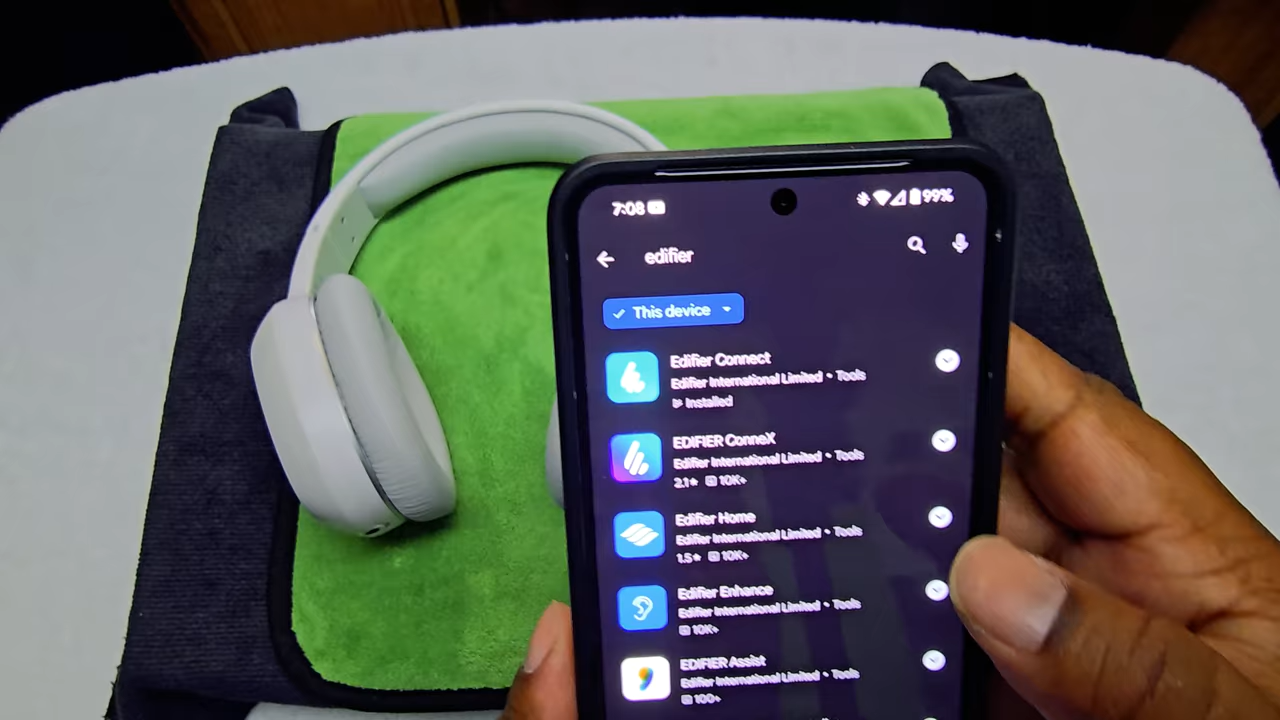 7:08
99%
edifier
This device
Edifier Connect
Edifier International Limited • Tools
Installed
EDIFIER ConneX
Edifier International Limited • Tools
2.1★ 10K+
Edifier Home
Edifier International Limited • Tools
1.5★ 10K+
Edifier Enhance
Edifier International Limited • Tools
10K+
EDIFIER Assist
Edifier International Limited • Tools
100+